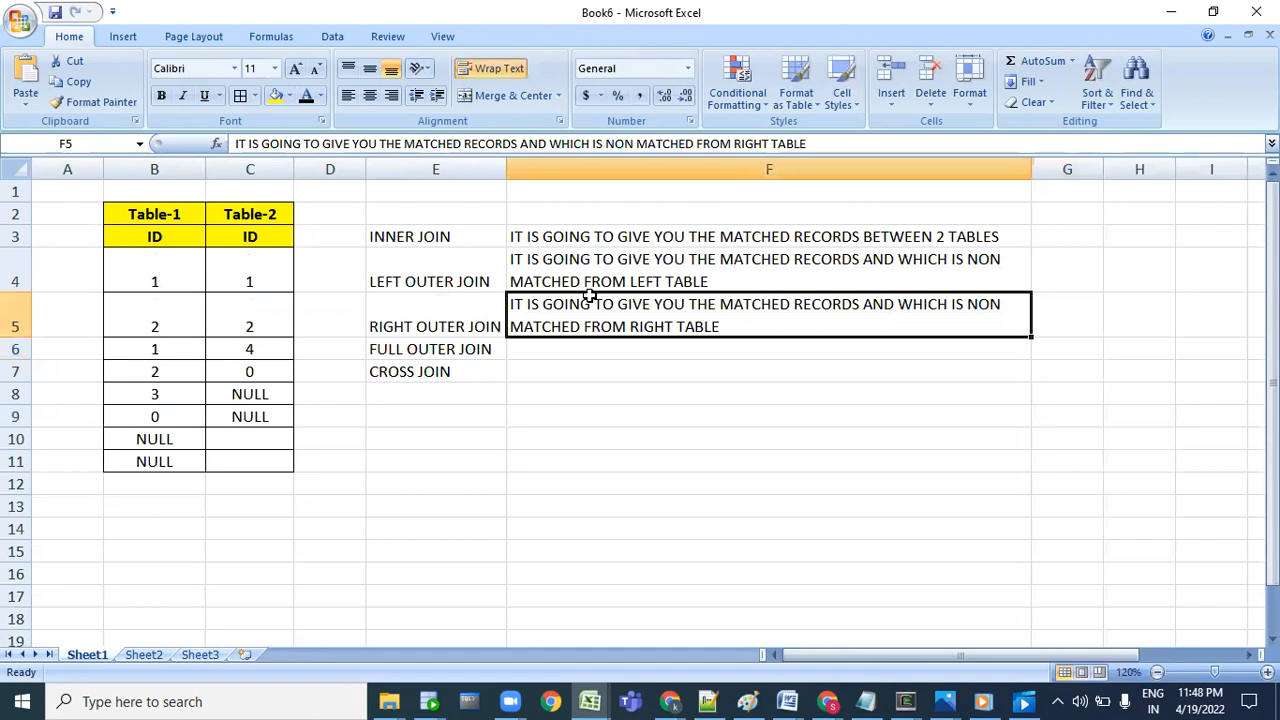 Book6 - Microsoft Excel
Home Insert Page Layout Formulas Data Review View
Paste
Cut
Copy
Format Painter
Clipboard
Calibri 11
A A
B I U A
Font
Wrap Text
Merge & Center
Alignment
General
$ % ,
Number
Conditional Formatting
Format as Table
Cell Styles
Styles
Insert Delete Format
Cells
AutoSum
Fill
Clear
Sort & Filter
Find & Select
Editing
F5 fx IT IS GOING TO GIVE YOU THE MATCHED RECORDS AND WHICH IS NON MATCHED FROM RIGHT TABLE
A B C D E F G H I
1
2 Table-1 Table-2
3 ID ID INNER JOIN IT IS GOING TO GIVE YOU THE MATCHED RECORDS BETWEEN 2 TABLES
IT IS GOING TO GIVE YOU THE MATCHED RECORDS AND WHICH IS NON
4 1 1 LEFT OUTER JOIN MATCHED FROM LEFT TABLE
IT IS GOING TO GIVE YOU THE MATCHED RECORDS AND WHICH IS NON
5 2 2 RIGHT OUTER JOIN MATCHED FROM RIGHT TABLE
6 1 4 FULL OUTER JOIN
7 2 0 CROSS JOIN
8 3 NULL
9 0 NULL
10 NULL
11 NULL
12
13
14
15
16
17
18
19
Sheet1 Sheet2 Sheet3
Ready 120%
Type here to search
ENG 11:48 PM
IN 4/19/2022